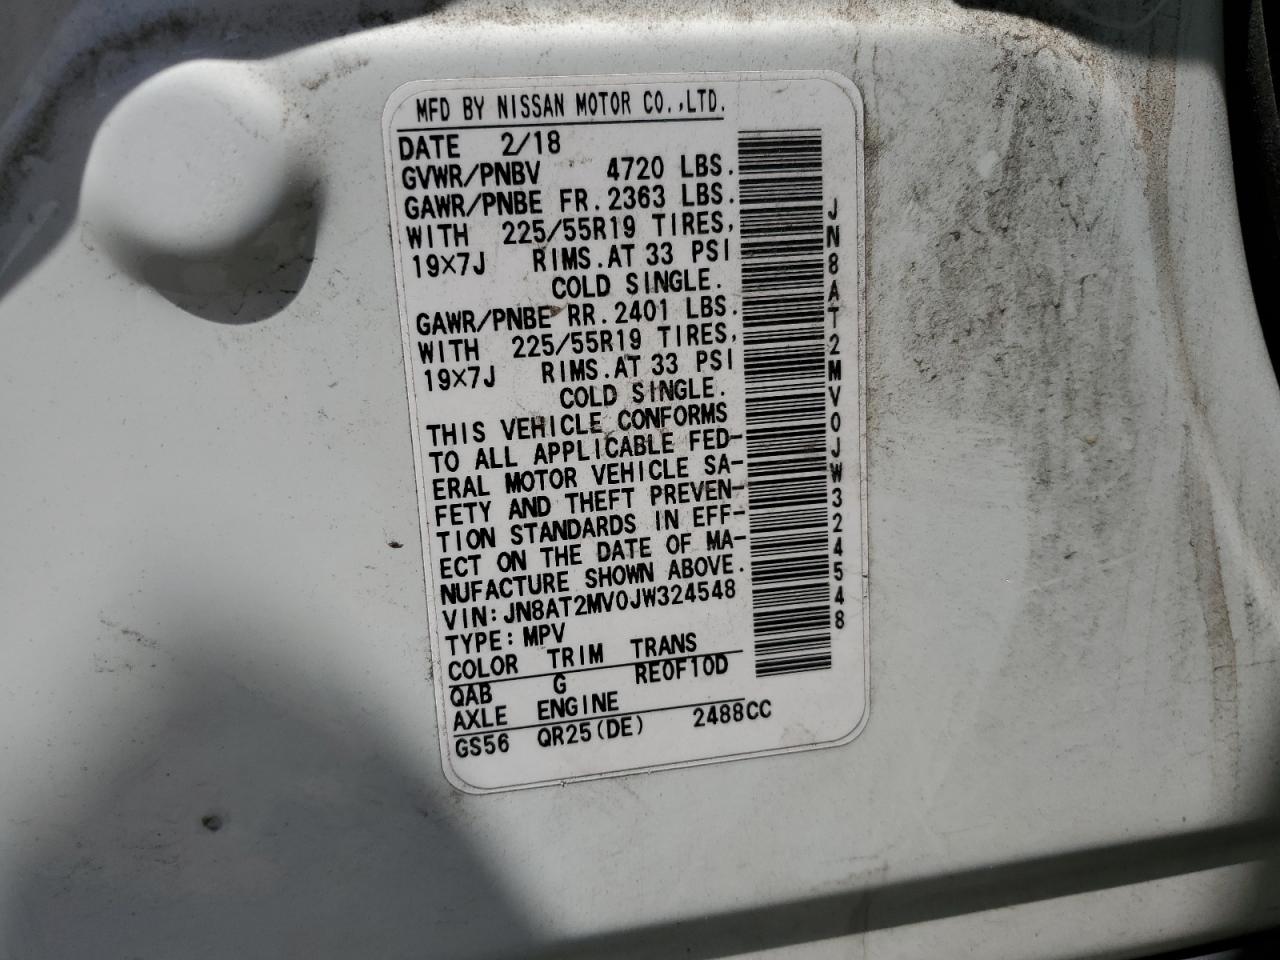 MFD BY NISSAN MOTOR CO.,LTD.
DATE 2/18
GVWR/PNBV 4720 LBS.
GAWR/PNBE FR.2363 LBS.
WITH 225/55R19 TIRES,
19×7J RIMS.AT 33 PSI
COLD SINGLE.
GAWR/PNBE RR.2401 LBS.
WITH 225/55R19 TIRES,
19×7J RIMS.AT 33 PSI
COLD SINGLE.
THIS VEHICLE CONFORMS
TO ALL APPLICABLE FED-
ERAL MOTOR VEHICLE SA-
FETY AND THEFT PREVEN-
TION STANDARDS IN EFF-
ECT ON THE DATE OF MA-
NUFACTURE SHOWN ABOVE.
VIN:JN8AT2MV0JW324548
TYPE:MPV
COLOR TRIM TRANS
QAB G RE0F10D
AXLE ENGINE
GS56 QR25(DE) 2488CC
JN8AT2MV0JW324548